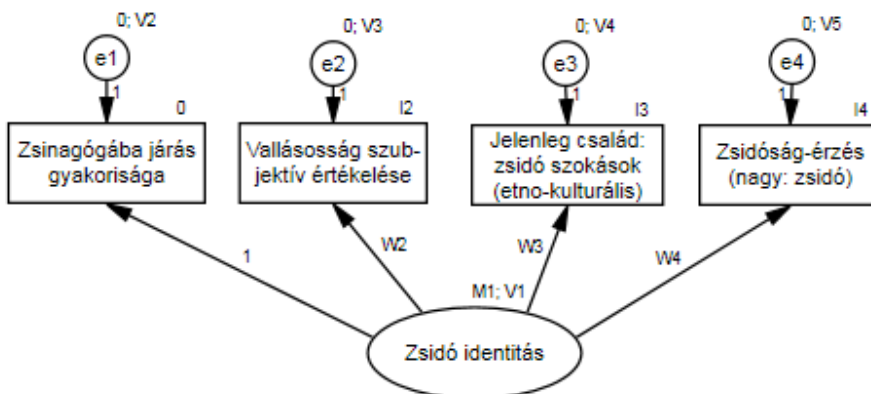 0; V2
0; V3
0; V4
0; V5
e1
e2
e3
e4
1
1
1
1
0
I2
I3
I4
Zsinagógába járás
gyakorisága
Vallásosság szub-
jektív értékelése
Jelenleg család:
zsidó szokások
(etno-kulturális)
Zsidóság-érzés
(nagy: zsidó)
1
W2
W3
W4
M1; V1
Zsidó identitás